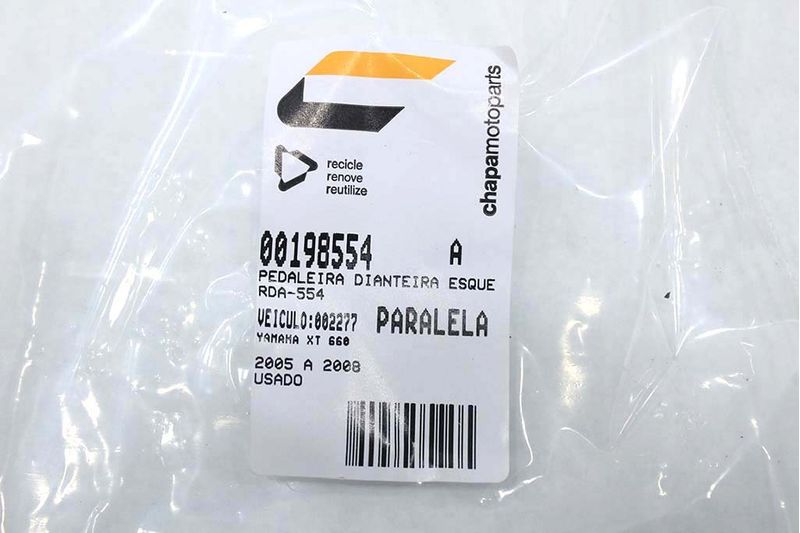 chapamotoparts
recicle
renove
reutilize
00198554 A
PEDALEIRA DIANTEIRA ESQUE
RDA-554
VEICULO:002277 PARALELA
YAMAHA XT 660
2005 A 2008
USADO